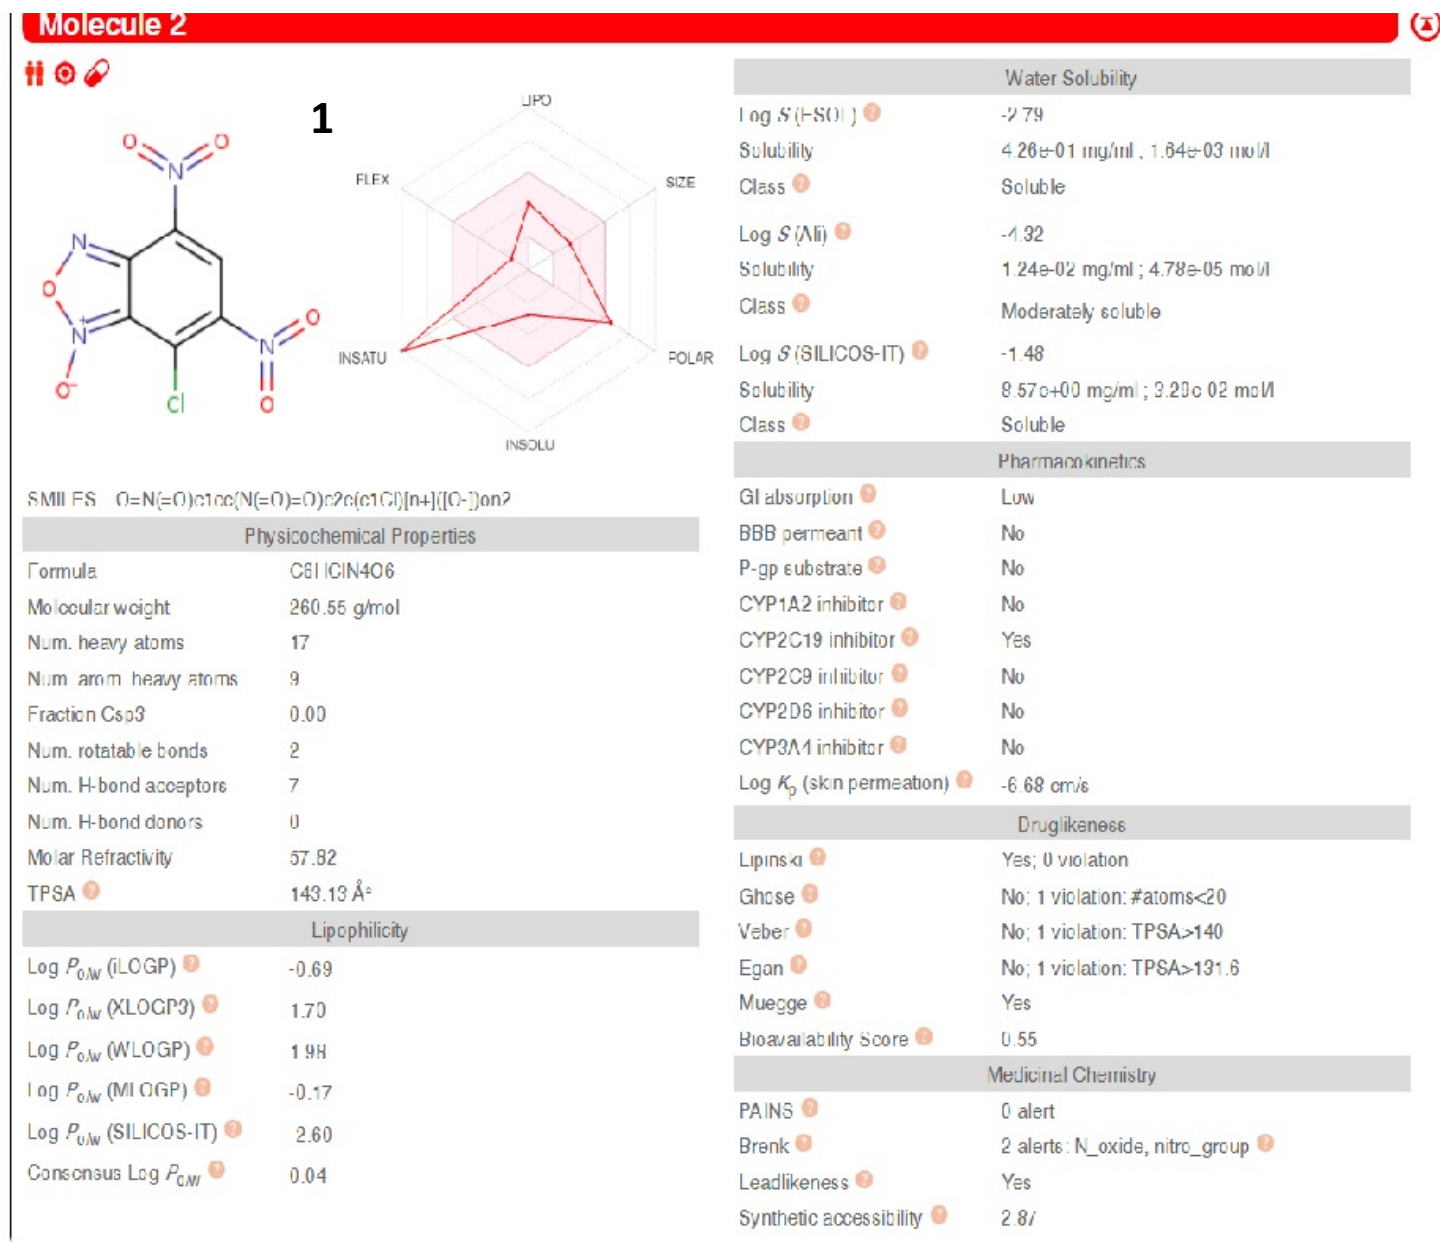 Molecule 2
1
LIPO
FLEX
SIZE
INSATU
POLAR
INSOLU
O
O
N
N
O
N+
O-
Cl
N
O
O
SMILES O=N(=O)c1cc(N(=O)=O)c2c(c1Cl)[n+]([O-])on2
Physicochemical Properties
Formula C6HClN4O6
Molecular weight 260.55 g/mol
Num. heavy atoms 17
Num. arom. heavy atoms 9
Fraction Csp3 0.00
Num. rotatable bonds 2
Num. H-bond acceptors 7
Num. H-bond donors 0
Molar Refractivity 57.82
TPSA ? 143.13 Å²
Lipophilicity
Log Po/w (iLOGP) ? -0.69
Log Po/w (XLOGP3) ? 1.70
Log Po/w (WLOGP) ? 1.98
Log Po/w (MLOGP) ? -0.17
Log Po/w (SILICOS-IT) ? -2.60
Consensus Log Po/w ? 0.04
Water Solubility
Log S (ESOL) ? -2.79
Solubility 4.26e-01 mg/ml ; 1.64e-03 mol/l
Class ? Soluble
Log S (Ali) ? -4.32
Solubility 1.24e-02 mg/ml ; 4.78e-05 mol/l
Class ? Moderately soluble
Log S (SILICOS-IT) ? -1.48
Solubility 8.57e+00 mg/ml ; 3.29e-02 mol/l
Class ? Soluble
Pharmacokinetics
GI absorption ? Low
BBB permeant ? No
P-gp substrate ? No
CYP1A2 inhibitor ? No
CYP2C19 inhibitor ? Yes
CYP2C9 inhibitor ? No
CYP2D6 inhibitor ? No
CYP3A4 inhibitor ? No
Log Kp (skin permeation) ? -6.68 cm/s
Druglikeness
Lipinski ? Yes; 0 violation
Ghose ? No; 1 violation: #atoms<20
Veber ? No; 1 violation: TPSA>140
Egan ? No; 1 violation: TPSA>131.6
Muegge ? Yes
Bioavailability Score ? 0.55
Medicinal Chemistry
PAINS ? 0 alert
Brenk ? 2 alerts: N_oxide, nitro_group ?
Leadlikeness ? Yes
Synthetic accessibility ? 2.87